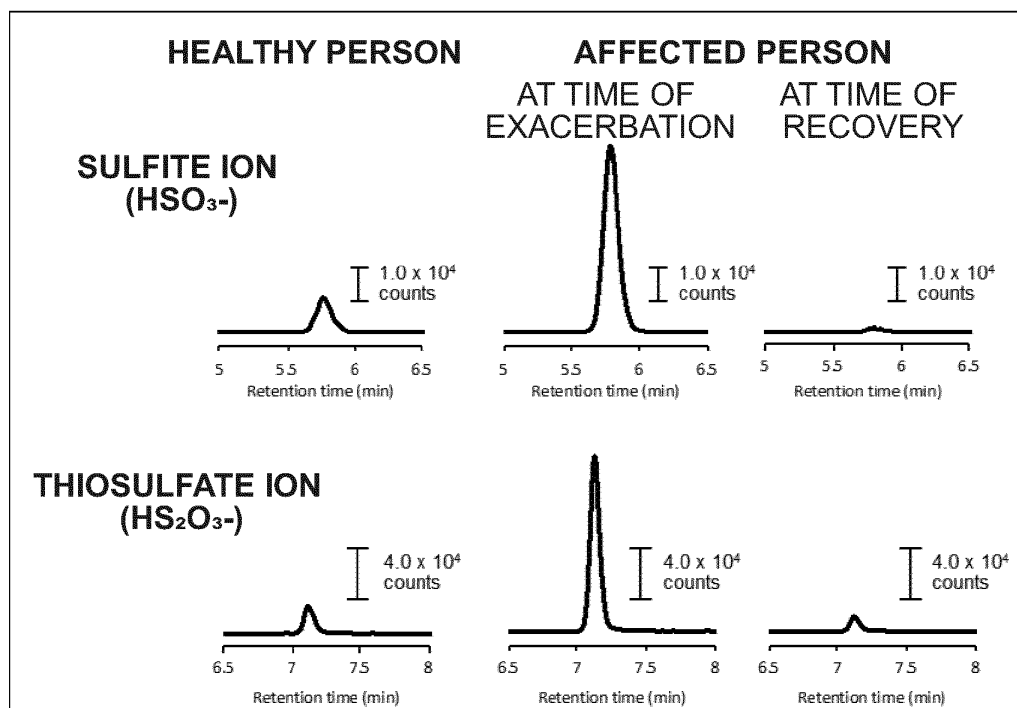 HEALTHY PERSON
AFFECTED PERSON
AT TIME OF
EXACERBATION
AT TIME OF
RECOVERY
SULFITE ION
(HSO₃-)
1.0 x 10⁴
counts
1.0 x 10⁴
counts
1.0 x 10⁴
counts
5 5.5 6 6.5
Retention time (min)
5 5.5 6 6.5
Retention time (min)
5 5.5 6 6.5
Retention time (min)
THIOSULFATE ION
(HS₂O₃-)
4.0 x 10⁴
counts
4.0 x 10⁴
counts
4.0 x 10⁴
counts
6.5 7 7.5 8
Retention time (min)
6.5 7 7.5 8
Retention time (min)
6.5 7 7.5 8
Retention time (min)